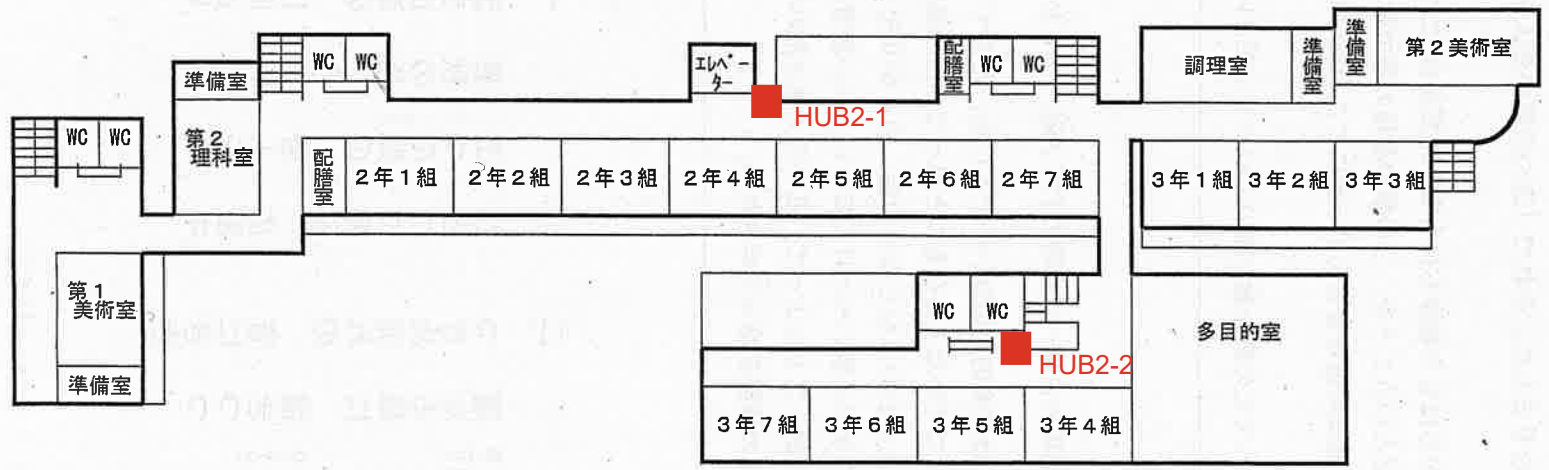 WC WC
エレベーター
配膳室
WC WC
調理室
準備室
準備室
第2美術室
準備室
HUB2-1
WC WC
第2
理科室
配膳室
2年1組
2年2組
2年3組
2年4組
2年5組
2年6組
2年7組
3年1組
3年2組
3年3組
第1
美術室
準備室
WC WC
多目的室
HUB2-2
3年7組
3年6組
3年5組
3年4組